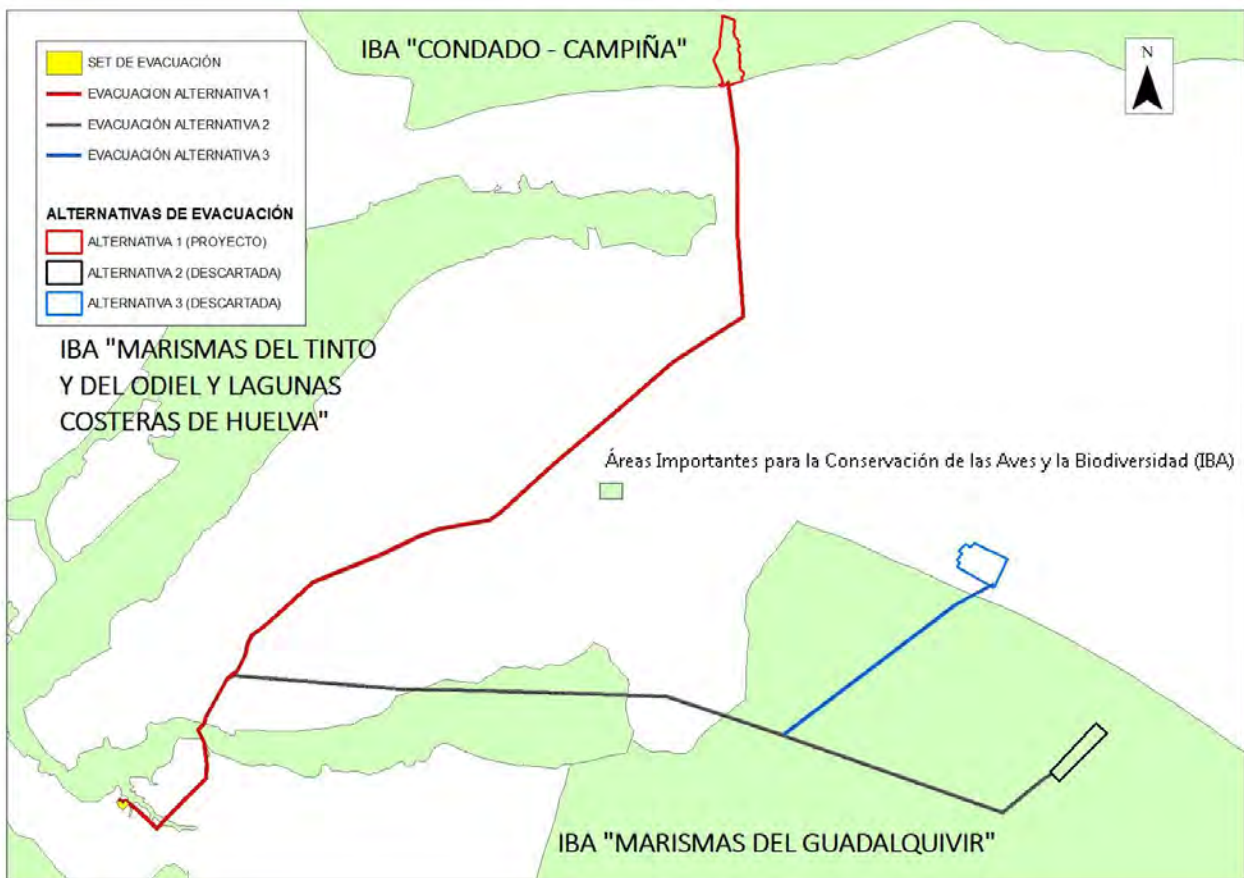 IBA "CONDADO - CAMPIÑA"
N
SET DE EVACUACIÓN
EVACUACION ALTERNATIVA 1
EVACUACIÓN ALTERNATIVA 2
EVACUACIÓN ALTERNATIVA 3
ALTERNATIVAS DE EVACUACIÓN
ALTERNATIVA 1 (PROYECTO)
ALTERNATIVA 2 (DESCARTADA)
ALTERNATIVA 3 (DESCARTADA)
IBA "MARISMAS DEL TINTO
Y DEL ODIEL Y LAGUNAS
COSTERAS DE HUELVA"
Áreas Importantes para la Conservación de las Aves y la Biodiversidad (IBA)
IBA "MARISMAS DEL GUADALQUIVIR"